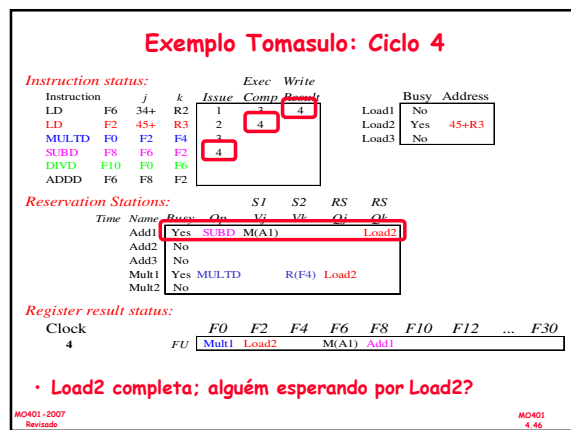 Exemplo Tomasulo: Ciclo 4
Instruction status: Exec Write
Instruction j k Issue Comp Result Busy Address
LD F6 34+ R2 1 3 4 Load1 No
LD F2 45+ R3 2 4 Load2 Yes 45+R3
MULTD F0 F2 F4 3 Load3 No
SUBD F8 F6 F2 4
DIVD F10 F0 F6
ADDD F6 F8 F2
Reservation Stations: S1 S2 RS RS
Time Name Busy Op Vj Vk Qj Qk
Add1 Yes SUBD M(A1) Load2
Add2 No
Add3 No
Mult1 Yes MULTD R(F4) Load2
Mult2 No
Register result status:
Clock F0 F2 F4 F6 F8 F10 F12 ... F30
4 FU Mult1 Load2 M(A1) Add1
• Load2 completa; alguém esperando por Load2?
MO401-2007
Revisado
MO401
4.46